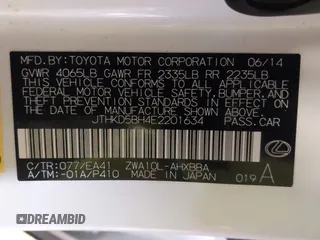 MFD. BY: TOYOTA MOTOR CORPORATION 06/14
GVWR 4065LB GAWR FR 2335LB RR 2235LB
THIS VEHICLE CONFORMS TO ALL APPLICABLE
FEDERAL MOTOR VEHICLE SAFETY, BUMPER, AND
THEFT PREVENTION STANDARDS IN EFFECT ON
THE DATE OF MANUFACTURE SHOWN ABOVE.
JTHKD5BH4E2201634 PASS.CAR
C/TR: 077/EA41 ZWA10L-AHXBBA
A/TM: -01A/P410 MADE IN JAPAN 019 A
DREAMBID